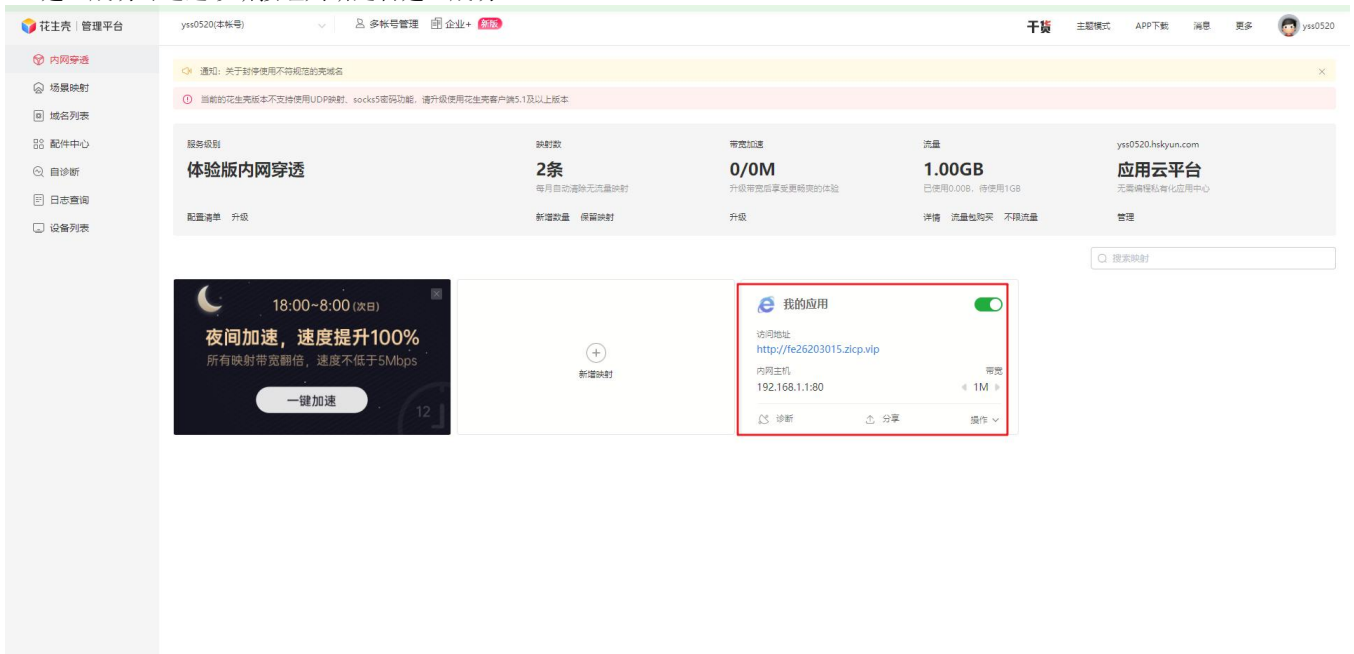 花生壳 管理平台
yss0520(本帐号)
多帐号管理
企业+
新版
干货
主题模式
APP下载
消息
更多
yss0520
内网穿透
场景映射
域名列表
配件中心
自诊断
日志查询
设备列表
通知：关于封停使用不符规范的壳域名
当前的花生壳版本不支持使用UDP映射、socks5密码功能，请升级使用花生壳客户端5.1及以上版本
服务级别
体验版内网穿透
配置清单 升级
映射数
2条
每月自动清除无流量映射
新增数量 保留映射
带宽加速
0/0M
升级带宽后享受更畅爽的体验
升级
流量
1.00GB
已使用0.00B，待使用1GB
详情 流量包购买 不限流量
yss0520.hskyun.com
应用云平台
无需编程私有化应用中心
管理
搜索映射
18:00~8:00 (次日)
夜间加速，速度提升100%
所有映射带宽翻倍，速度不低于5Mbps
一键加速
12
新增映射
我的应用
访问地址
http://fe26203015.zicp.vip
内网主机 带宽
192.168.1.1:80 1M
诊断 分享 操作